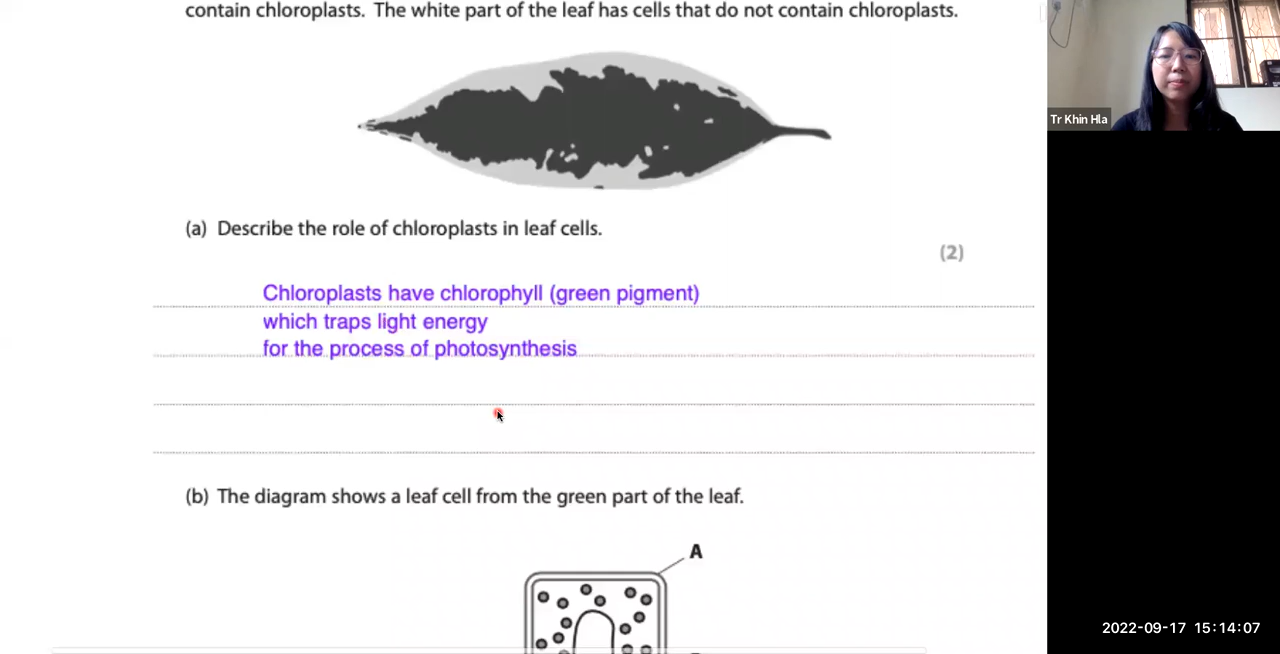 contain chloroplasts. The white part of the leaf has cells that do not contain chloroplasts.
Tr Khin Hla
(a) Describe the role of chloroplasts in leaf cells.
(2)
Chloroplasts have chlorophyll (green pigment)
which traps light energy
for the process of photosynthesis
(b) The diagram shows a leaf cell from the green part of the leaf.
A
2022-09-17 15:14:07